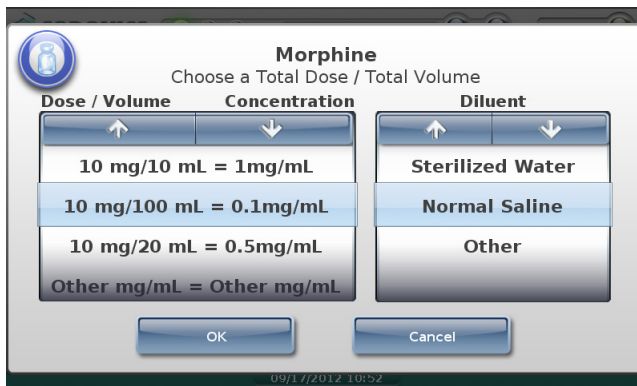 Morphine
Choose a Total Dose / Total Volume
Dose / Volume Concentration Diluent
10 mg/10 mL = 1mg/mL Sterilized Water
10 mg/100 mL = 0.1mg/mL Normal Saline
10 mg/20 mL = 0.5mg/mL Other
Other mg/mL = Other mg/mL
OK Cancel
09/17/2012 10:52